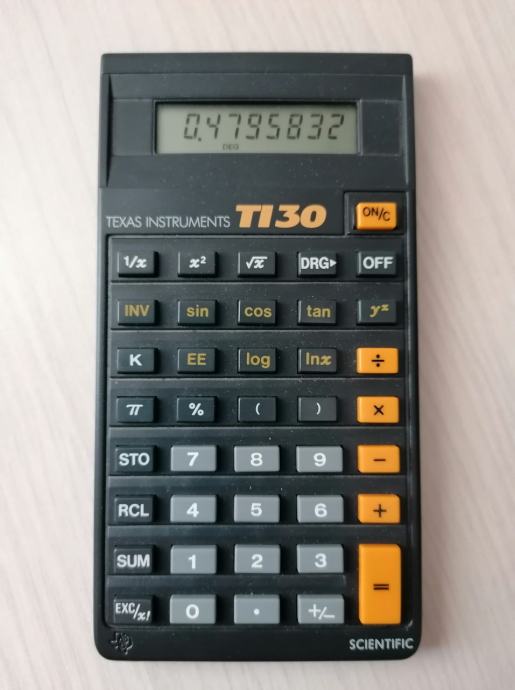 0.4795832
DEG
TEXAS INSTRUMENTS TI30 ON/C
1/x x² √x DRG▸ OFF
INV sin cos tan yˣ
K EE log lnx ÷
π % ( ) ×
STO 7 8 9 −
RCL 4 5 6 +
SUM 1 2 3 =
EXC/x! 0 . +/−
SCIENTIFIC